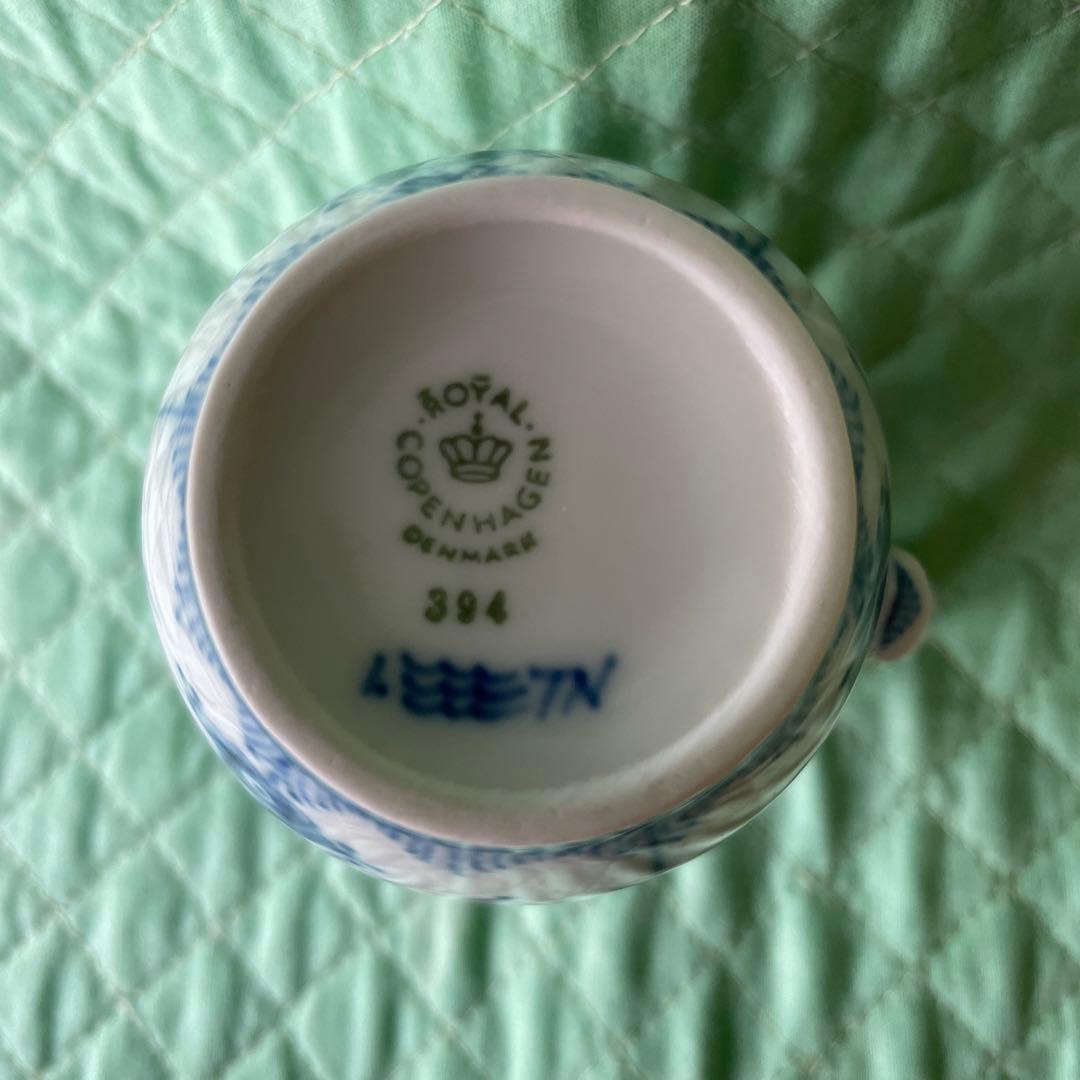 ROYAL
COPENHAGEN
DENMARK
394